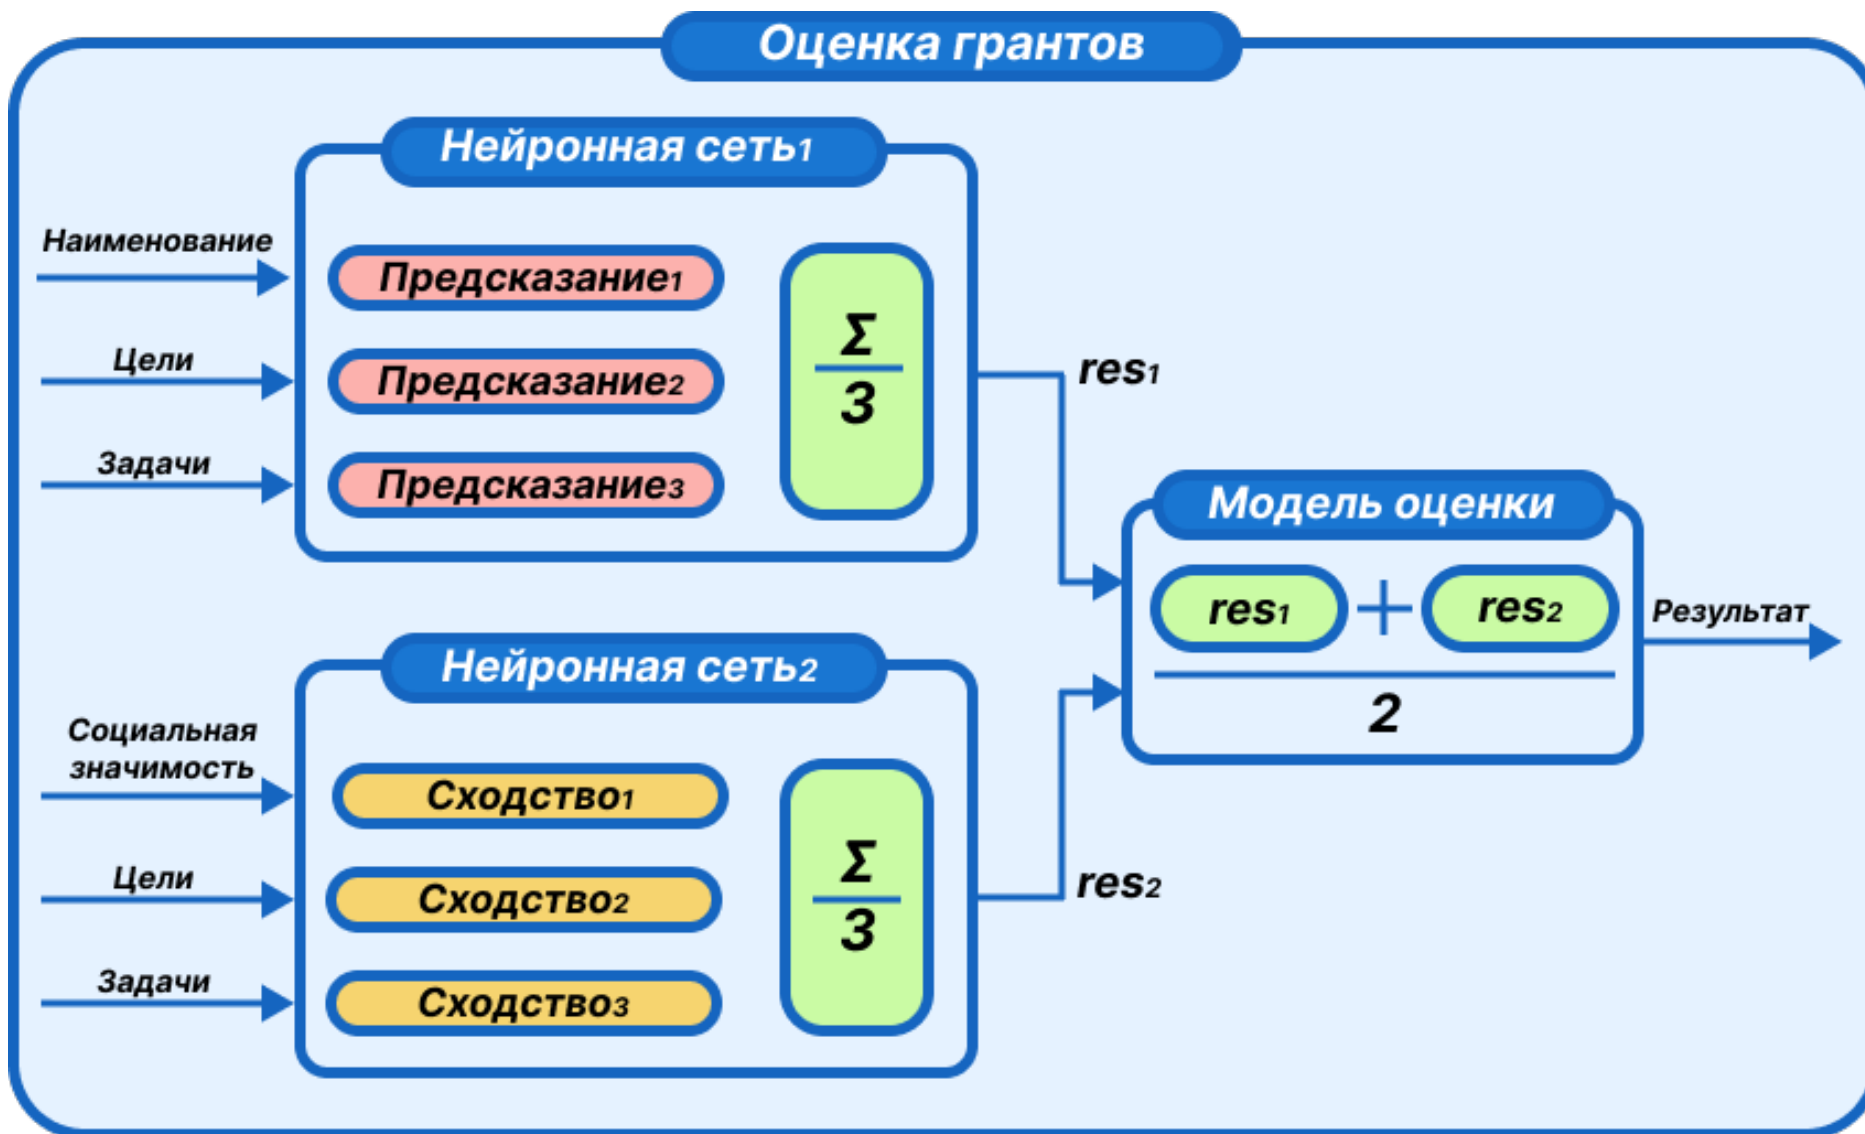 Оценка грантов
Нейронная сеть1
Наименование
Предсказание1
Цели
Предсказание2
Задачи
Предсказание3
Σ
3
res1
Нейронная сеть2
Социальная
значимость
Сходство1
Цели
Сходство2
Задачи
Сходство3
Σ
3
res2
Модель оценки
res1 + res2
2
Результат